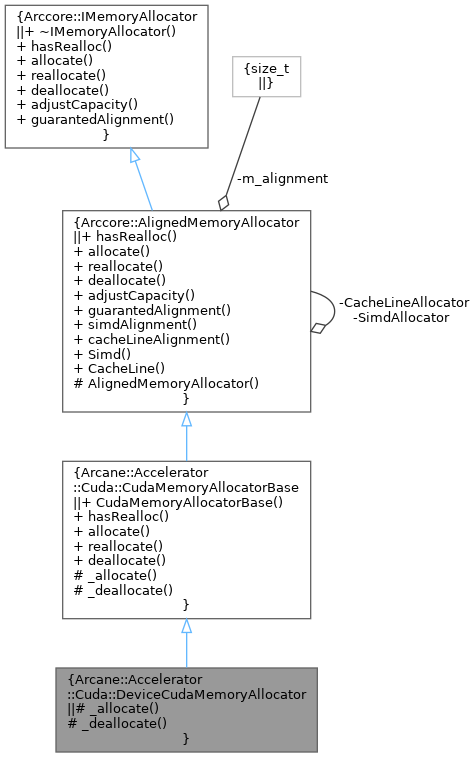 {Arccore::IMemoryAllocator
||+ ~IMemoryAllocator()
+ hasRealloc()
+ allocate()
+ reallocate()
+ deallocate()
+ adjustCapacity()
+ guarantedAlignment()
}
{size_t
||}
-m_alignment
{Arccore::AlignedMemoryAllocator
||+ hasRealloc()
+ allocate()
+ reallocate()
+ deallocate()
+ adjustCapacity()
+ guarantedAlignment()
+ simdAlignment()
+ cacheLineAlignment()
+ Simd()
+ CacheLine()
# AlignedMemoryAllocator()
}
-CacheLineAllocator
-SimdAllocator
{Arcane::Accelerator
::Cuda::CudaMemoryAllocatorBase
||+ CudaMemoryAllocatorBase()
+ hasRealloc()
+ allocate()
+ reallocate()
+ deallocate()
# _allocate()
# _deallocate()
}
{Arcane::Accelerator
::Cuda::DeviceCudaMemoryAllocator
||# _allocate()
# _deallocate()
}